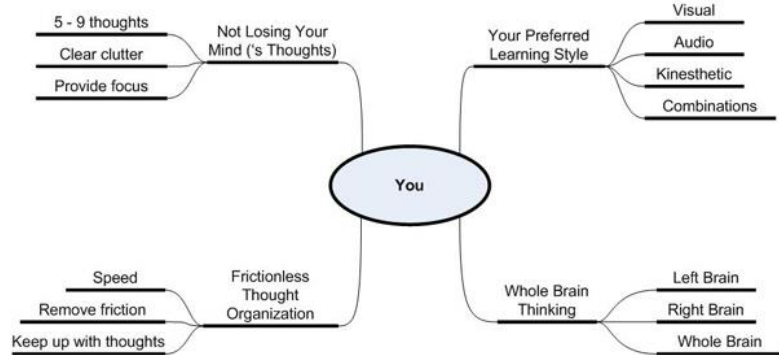 5 - 9 thoughts
Clear clutter
Provide focus
Not Losing Your
Mind ('s Thoughts)
Your Preferred
Learning Style
Visual
Audio
Kinesthetic
Combinations
You
Speed
Remove friction
Keep up with thoughts
Frictionless
Thought
Organization
Whole Brain
Thinking
Left Brain
Right Brain
Whole Brain